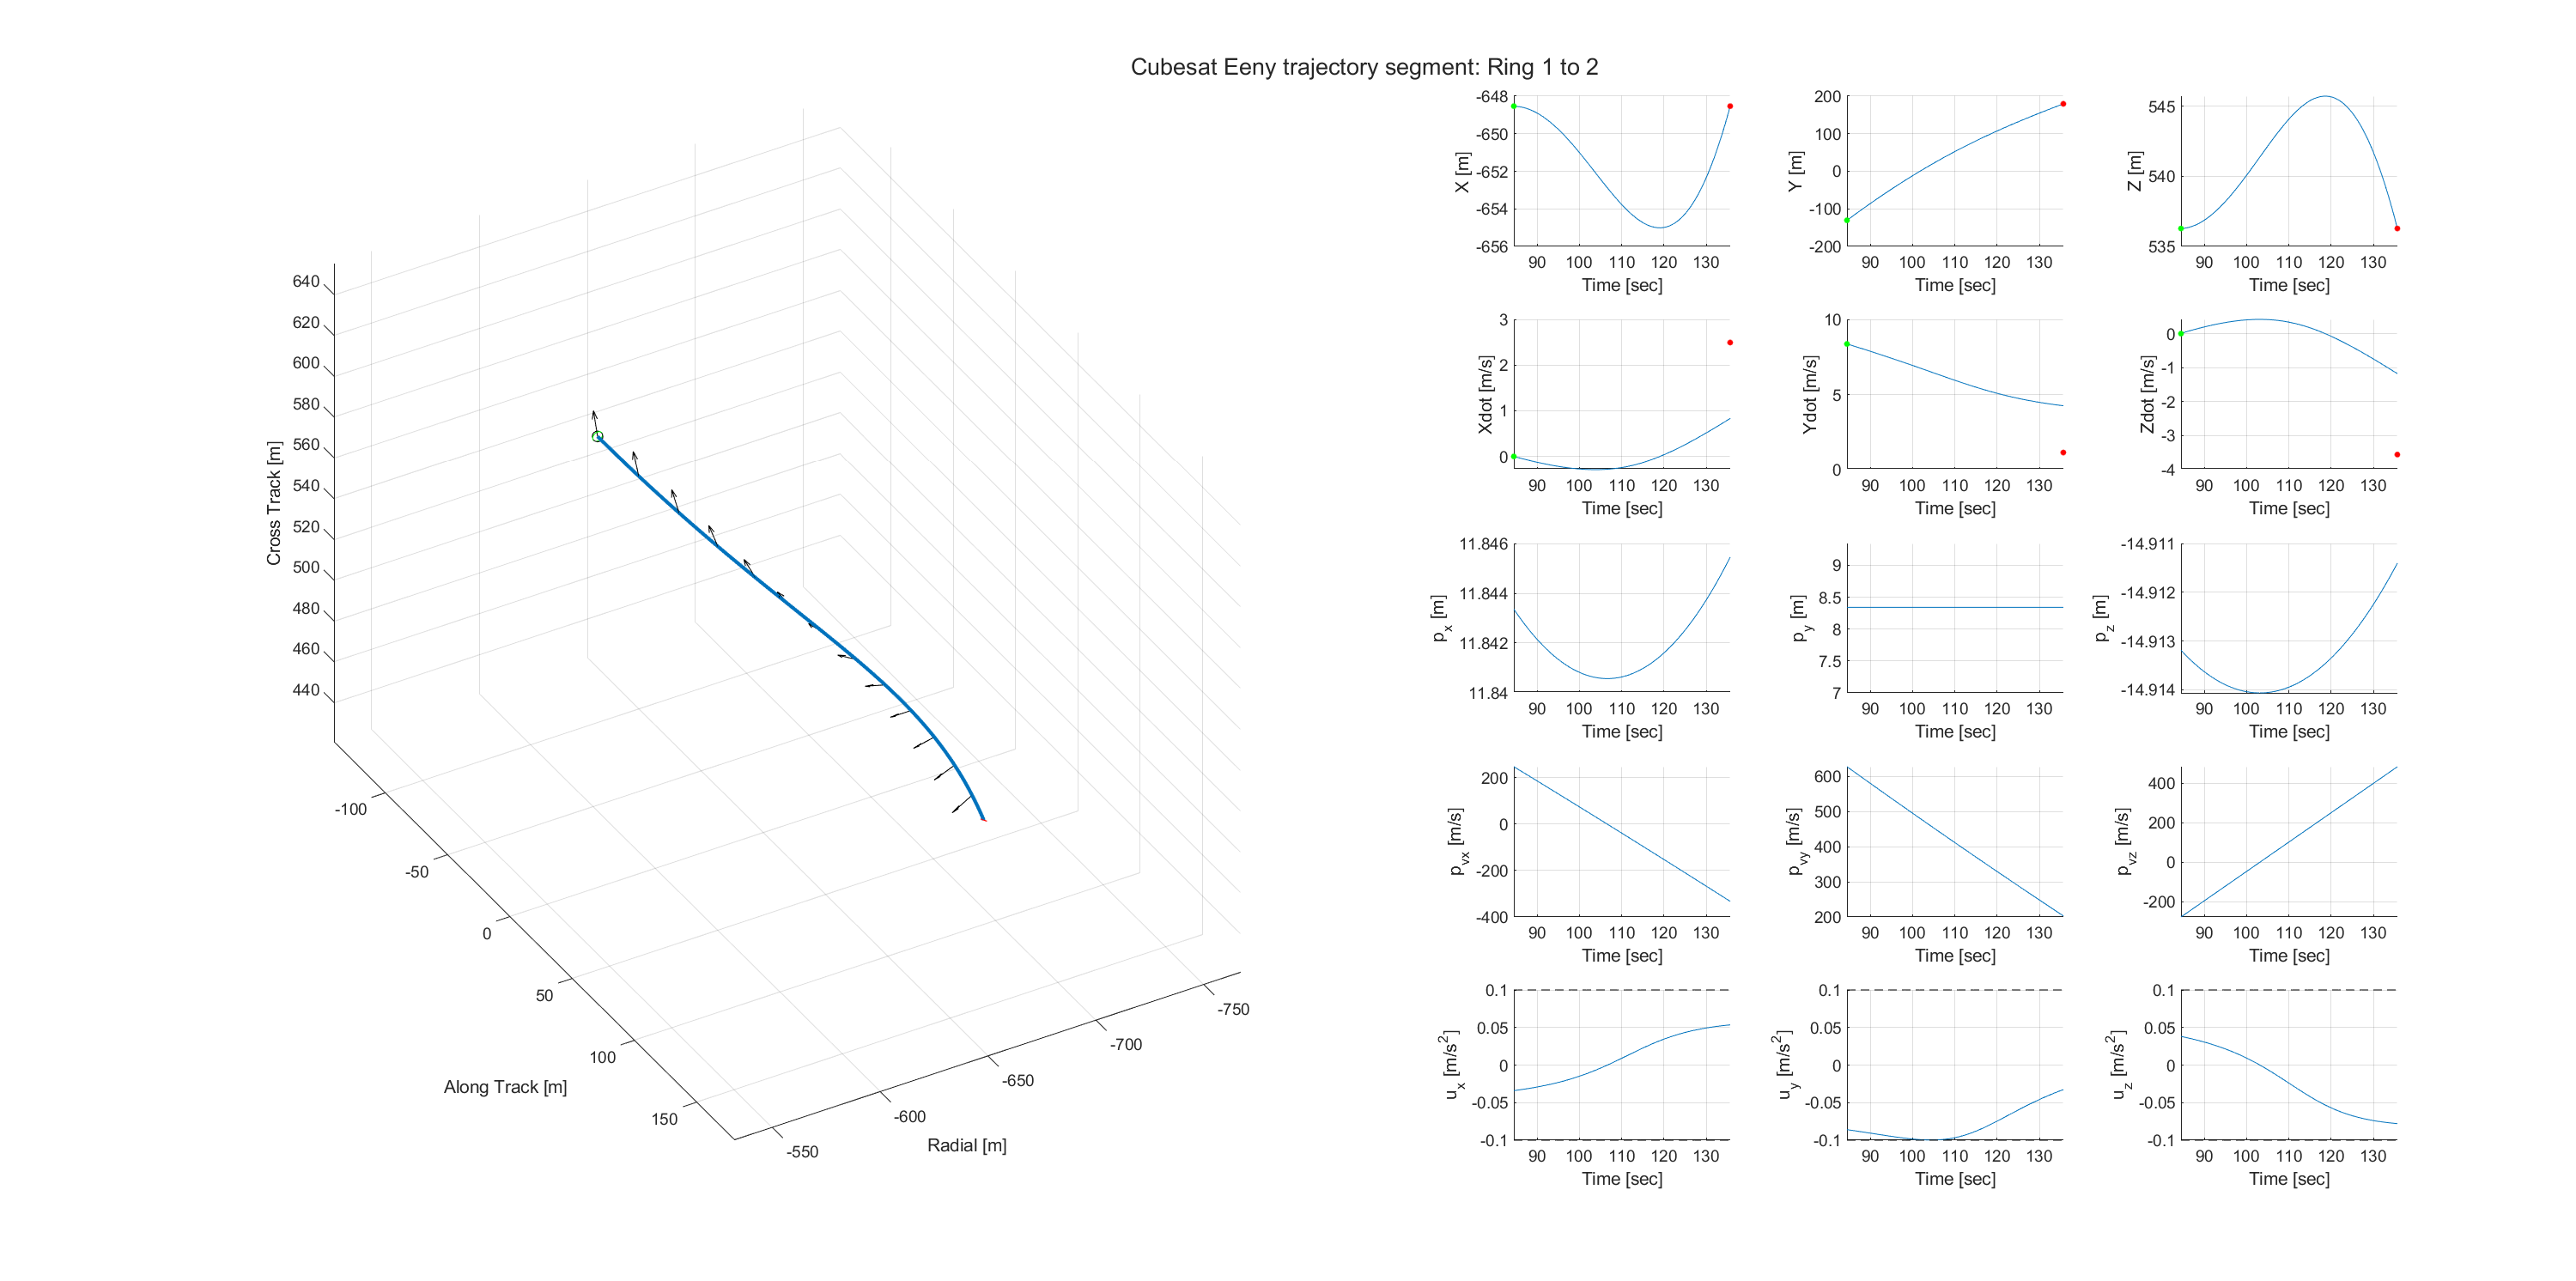 Cubesat Eeny trajectory segment: Ring 1 to 2
640
620
600
580
560
540
520
500
480
460
440
Cross Track [m]
-100
-50
0
50
100
150
Along Track [m]
-550
-600
-650
-700
-750
Radial [m]
-648
-650
-652
-654
-656
X [m]
90 100 110 120 130
Time [sec]
200
100
0
-100
-200
Y [m]
90 100 110 120 130
Time [sec]
545
540
535
Z [m]
90 100 110 120 130
Time [sec]
3
2
1
0
Xdot [m/s]
90 100 110 120 130
Time [sec]
10
5
0
Ydot [m/s]
90 100 110 120 130
Time [sec]
0
-1
-2
-3
-4
Zdot [m/s]
90 100 110 120 130
Time [sec]
11.846
11.844
11.842
11.84
p_x [m]
90 100 110 120 130
Time [sec]
9
8.5
8
7.5
7
p_y [m]
90 100 110 120 130
Time [sec]
-14.911
-14.912
-14.913
-14.914
p_z [m]
90 100 110 120 130
Time [sec]
200
0
-200
-400
p_vx [m/s]
90 100 110 120 130
Time [sec]
600
500
400
300
200
p_vy [m/s]
90 100 110 120 130
Time [sec]
400
200
0
-200
p_vz [m/s]
90 100 110 120 130
Time [sec]
0.1
0.05
0
-0.05
-0.1
u_x [m/s²]
90 100 110 120 130
Time [sec]
0.1
0.05
0
-0.05
-0.1
u_y [m/s²]
90 100 110 120 130
Time [sec]
0.1
0.05
0
-0.05
-0.1
u_z [m/s²]
90 100 110 120 130
Time [sec]